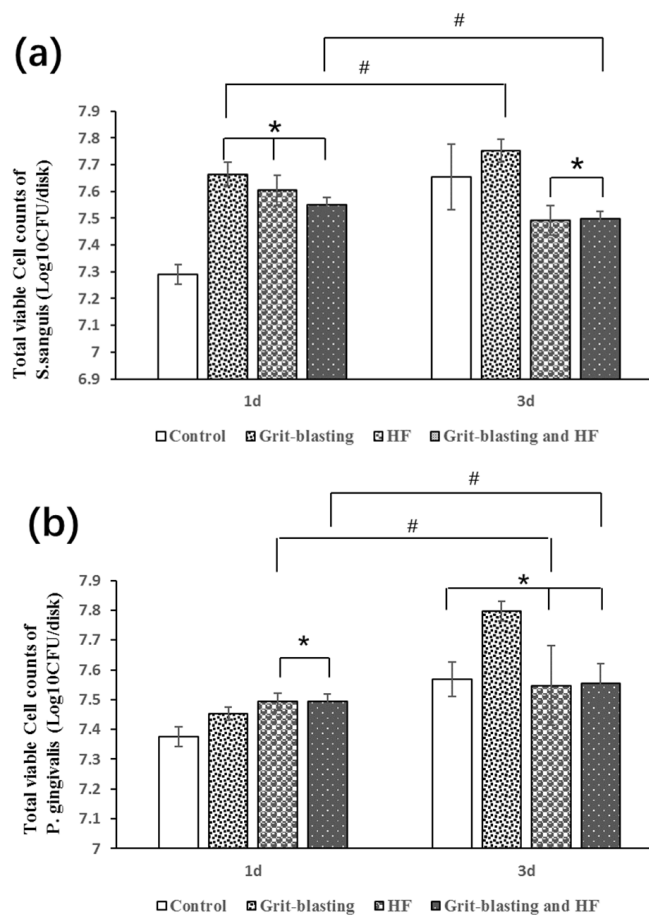 #
(a)
#
7.9
7.8
7.7
7.6
7.5
7.4
7.3
7.2
7.1
7
6.9
*
*
Total viable Cell counts of
S.sanguis (Log10CFU/disk)
1d
3d
Control
Grit-blasting
HF
Grit-blasting and HF
#
(b)
#
7.9
7.8
7.7
7.6
7.5
7.4
7.3
7.2
7.1
7
*
*
Total viable Cell counts of
P. gingivalis (Log10CFU/disk)
1d
3d
Control
Grit-blasting
HF
Grit-blasting and HF